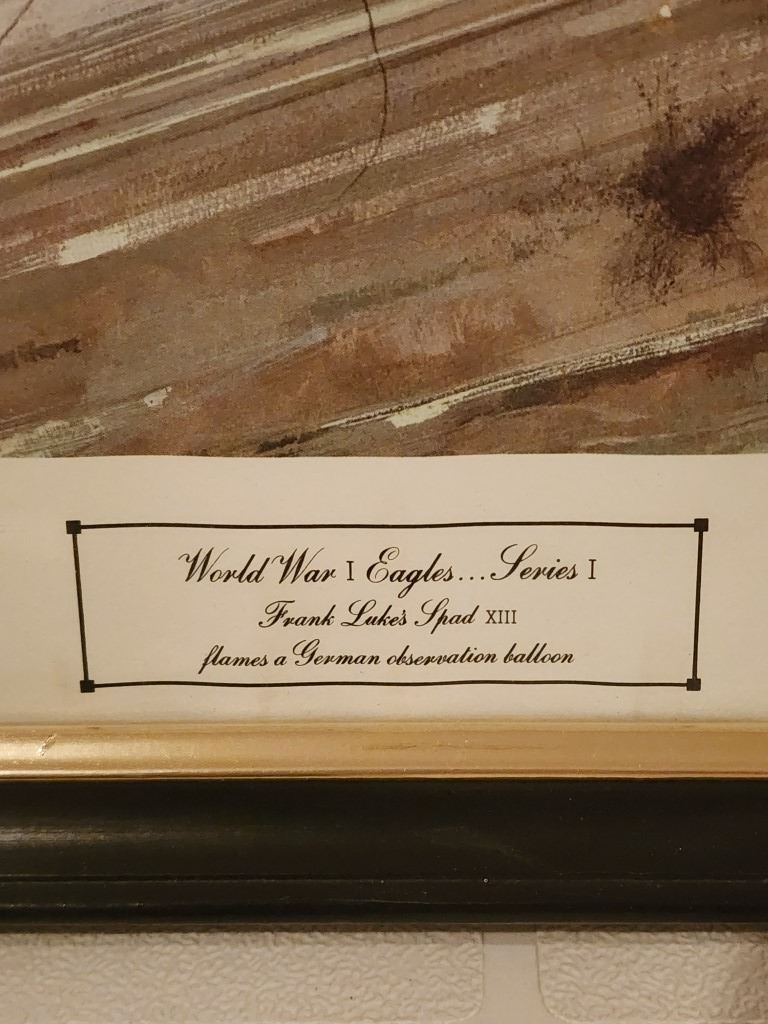 World War I Eagles...Series I
Frank Luke's Spad XIII
flames a German observation balloon